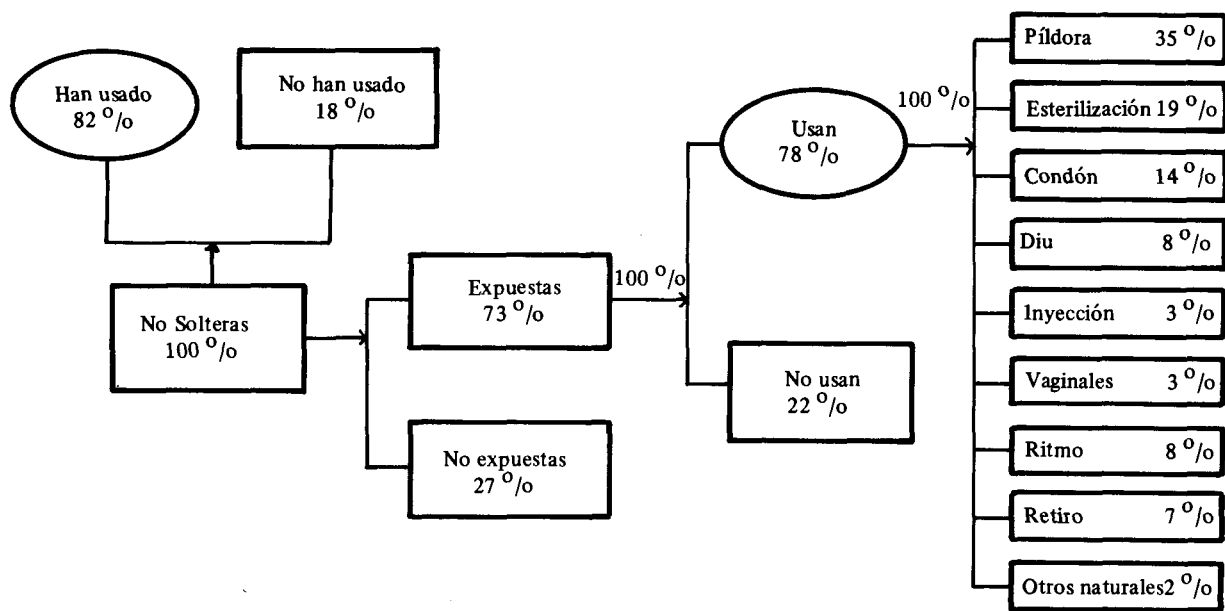 Han usado
82 º/o
No han usado
18 º/o
No Solteras
100 º/o
Expuestas
73 º/o
No expuestas
27 º/o
100 º/o
Usan
78 º/o
No usan
22 º/o
100 º/o
Píldora 35 º/o
Esterilización 19 º/o
Condón 14 º/o
Diu 8 º/o
Inyección 3 º/o
Vaginales 3 º/o
Ritmo 8 º/o
Retiro 7 º/o
Otros naturales 2 º/o